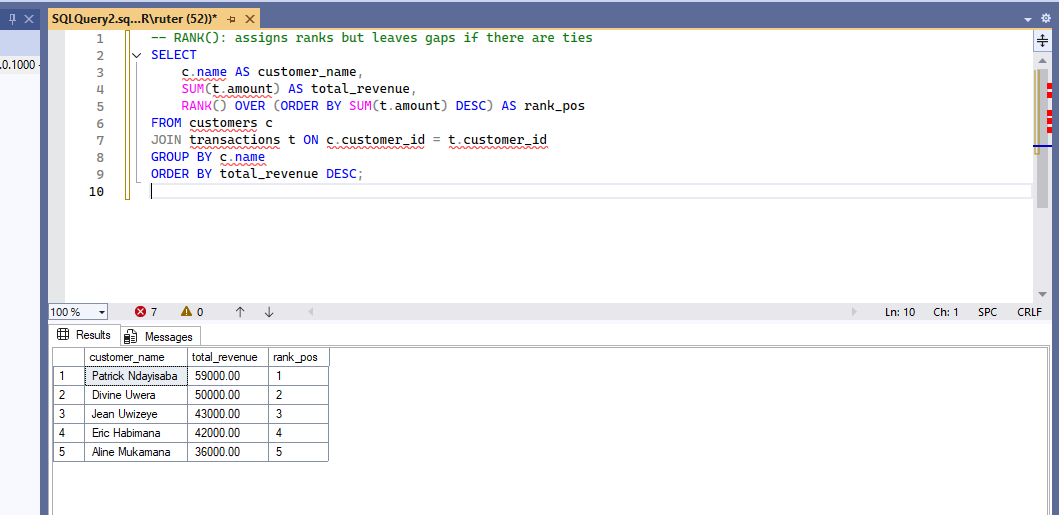 SQLQuery2.sq...R\ruter (52))*
.0.1000
1 -- RANK(): assigns ranks but leaves gaps if there are ties
2 SELECT
3 c.name AS customer_name,
4 SUM(t.amount) AS total_revenue,
5 RANK() OVER (ORDER BY SUM(t.amount) DESC) AS rank_pos
6 FROM customers c
7 JOIN transactions t ON c.customer_id = t.customer_id
8 GROUP BY c.name
9 ORDER BY total_revenue DESC;
10
100 % 7 0 Ln: 10 Ch: 1 SPC CRLF
Results Messages
customer_name total_revenue rank_pos
1 Patrick Ndayisaba 59000.00 1
2 Divine Uwera 50000.00 2
3 Jean Uwizeye 43000.00 3
4 Eric Habimana 42000.00 4
5 Aline Mukamana 36000.00 5